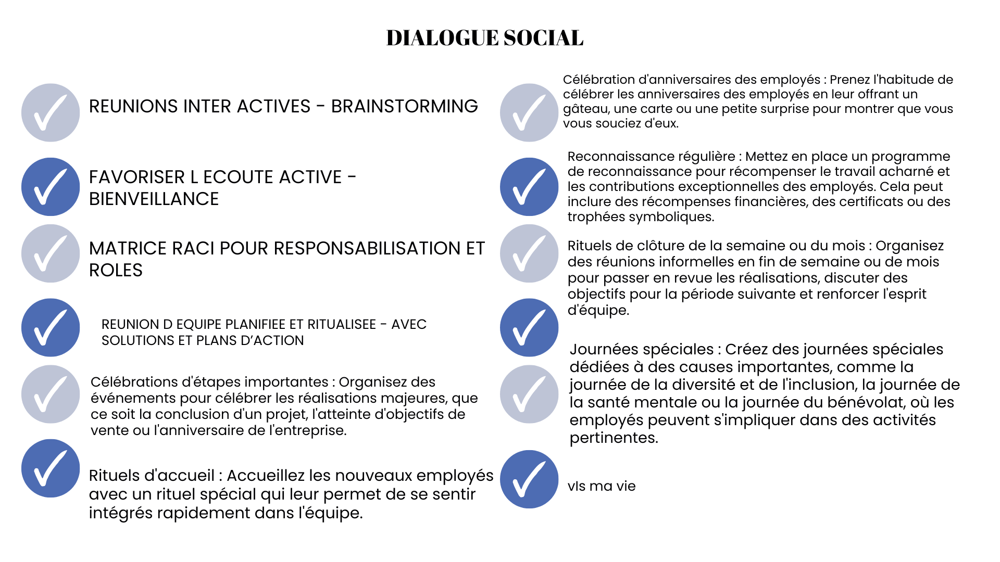 DIALOGUE SOCIAL
REUNIONS INTER ACTIVES - BRAINSTORMING
FAVORISER L ECOUTE ACTIVE -
BIENVEILLANCE
MATRICE RACI POUR RESPONSABILISATION ET
ROLES
REUNION D EQUIPE PLANIFIEE ET RITUALISEE - AVEC
SOLUTIONS ET PLANS D’ACTION
Célébrations d'étapes importantes : Organisez des
événements pour célébrer les réalisations majeures, que
ce soit la conclusion d'un projet, l'atteinte d'objectifs de
vente ou l'anniversaire de l'entreprise.
Rituels d'accueil : Accueillez les nouveaux employés
avec un rituel spécial qui leur permet de se sentir
intégrés rapidement dans l'équipe.
Célébration d'anniversaires des employés : Prenez l'habitude de
célébrer les anniversaires des employés en leur offrant un
gâteau, une carte ou une petite surprise pour montrer que vous
vous souciez d'eux.
Reconnaissance régulière : Mettez en place un programme
de reconnaissance pour récompenser le travail acharné et
les contributions exceptionnelles des employés. Cela peut
inclure des récompenses financières, des certificats ou des
trophées symboliques.
Rituels de clôture de la semaine ou du mois : Organisez
des réunions informelles en fin de semaine ou de mois
pour passer en revue les réalisations, discuter des
objectifs pour la période suivante et renforcer l'esprit
d'équipe.
Journées spéciales : Créez des journées spéciales
dédiées à des causes importantes, comme la
journée de la diversité et de l'inclusion, la journée de
la santé mentale ou la journée du bénévolat, où les
employés peuvent s'impliquer dans des activités
pertinentes.
vIs ma vie